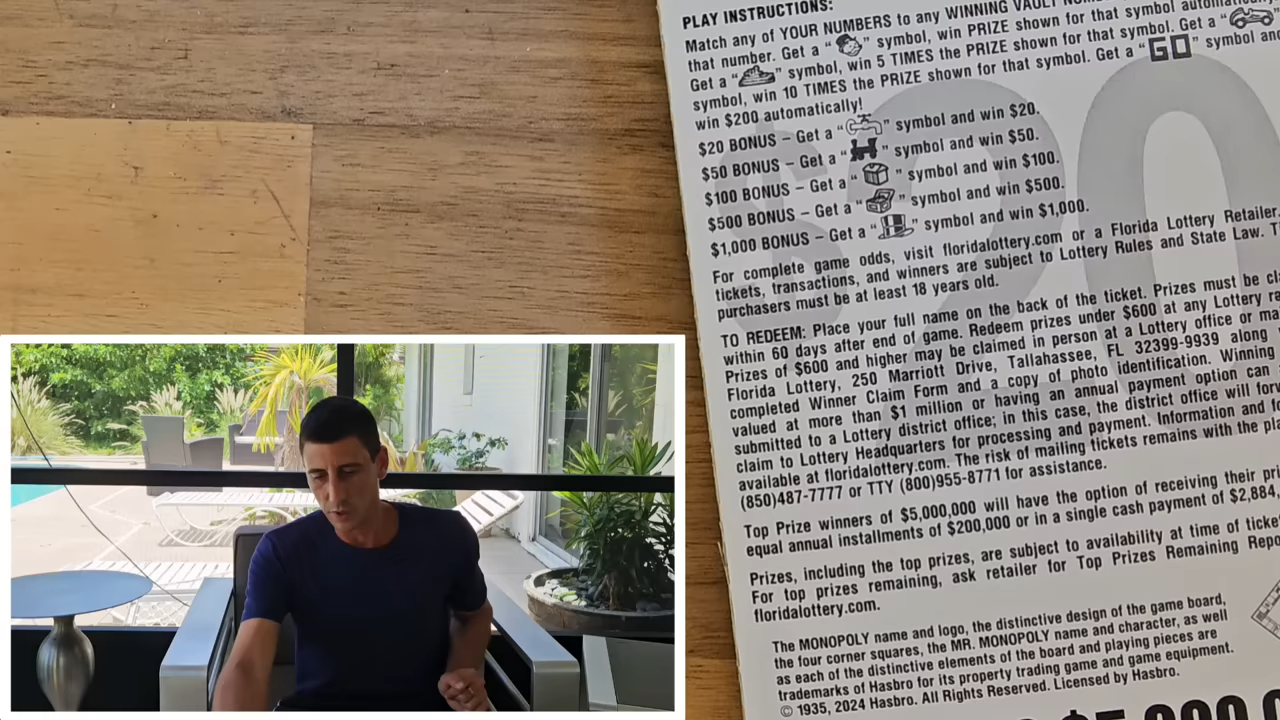 PLAY INSTRUCTIONS:
Match any of YOUR NUMBERS to any WINNING VAULT
that number. Get a “ ” symbol, win PRIZE shown for that symbol automatically.
Get a “ ” symbol, win 5 TIMES the PRIZE shown for that symbol. Get a “ ”
symbol, win 10 TIMES the PRIZE shown for that symbol. Get a “GO” symbol and
win $200 automatically!
$20 BONUS – Get a “ ” symbol and win $20.
$50 BONUS – Get a “ ” symbol and win $50.
$100 BONUS – Get a “ ” symbol and win $100.
$500 BONUS – Get a “ ” symbol and win $500.
$1,000 BONUS – Get a “ ” symbol and win $1,000.
For complete game odds, visit floridalottery.com or a Florida Lottery Retailer.
tickets, transactions, and winners are subject to Lottery Rules and State Law.
purchasers must be at least 18 years old.
TO REDEEM: Place your full name on the back of the ticket. Prizes must be
within 60 days after end of game. Redeem prizes under $600 at any Lottery
Prizes of $600 and higher may be claimed in person at a Lottery office or
Florida Lottery, 250 Marriott Drive, Tallahassee, FL 32399-9939 along
completed Winner Claim Form and a copy of photo identification. Winning
valued at more than $1 million or having an annual payment option can
submitted to a Lottery district office; in this case, the district office will
claim to Lottery Headquarters for processing and payment. Information and
available at floridalottery.com. The risk of mailing tickets remains with the
(850)487-7777 or TTY (800)955-8771 for assistance.
Top Prize winners of $5,000,000 will have the option of receiving their
equal annual installments of $200,000 or in a single cash payment of $2,884,
Prizes, including the top prizes, are subject to availability at time of
For top prizes remaining, ask retailer for Top Prizes Remaining
floridalottery.com.
The MONOPOLY name and logo, the distinctive design of the game board,
the four corner squares, the MR. MONOPOLY name and character, as well
as each of the distinctive elements of the board and playing pieces are
trademarks of Hasbro for its property trading game and game equipment.
© 1935, 2024 Hasbro. All Rights Reserved. Licensed by Hasbro.
$20